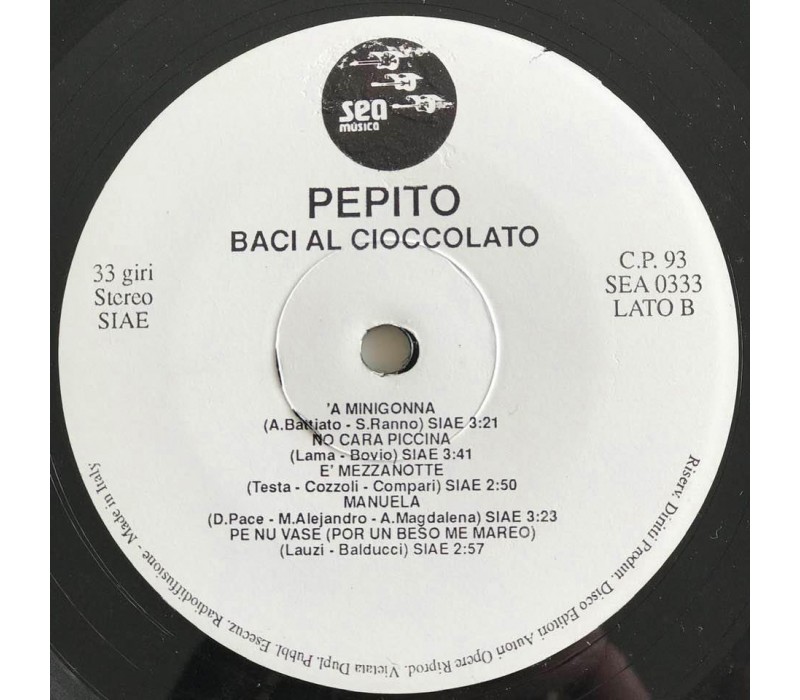 sea
música
PEPITO
BACI AL CIOCCOLATO
33 giri
Stereo
SIAE
C.P. 93
SEA 0333
LATO B
'A MINIGONNA
(A.Battiato - S.Ranno) SIAE 3:21
NO CARA PICCINA
(Lama - Bovio) SIAE 3:41
E' MEZZANOTTE
(Testa - Cozzoli - Compari) SIAE 2:50
MANUELA
(D.Pace - M.Alejandro - A.Magdalena) SIAE 3:23
PE NU VASE (POR UN BESO ME MAREO)
(Lauzi - Balducci) SIAE 2:57
Riserv. Diritti Produtt. Disco Editori Autori Opere Riprod. Vietata Dupl. Pubbl. Esecuz. Radiodiffusione - Made in Italy